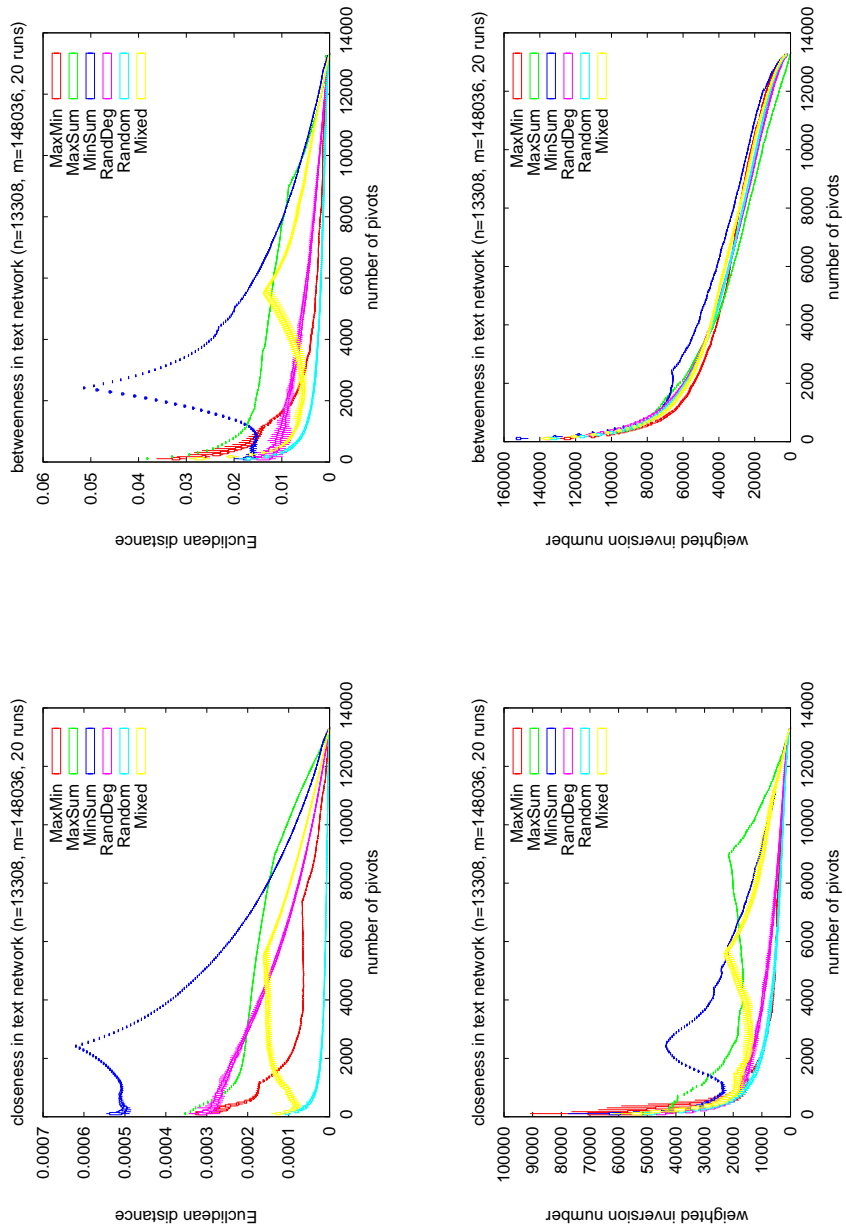 closeness in text network (n=13308, m=148036, 20 runs)
Euclidean distance
0.0007
0.0006
0.0005
0.0004
0.0003
0.0002
0.0001
0
MaxMin
MaxSum
MinSum
RandDeg
Random
Mixed
0 2000 4000 6000 8000 10000 12000 14000
number of pivots
betweenness in text network (n=13308, m=148036, 20 runs)
Euclidean distance
0.06
0.05
0.04
0.03
0.02
0.01
0
MaxMin
MaxSum
MinSum
RandDeg
Random
Mixed
0 2000 4000 6000 8000 10000 12000 14000
number of pivots
closeness in text network (n=13308, m=148036, 20 runs)
weighted inversion number
100000
90000
80000
70000
60000
50000
40000
30000
20000
10000
0
MaxMin
MaxSum
MinSum
RandDeg
Random
Mixed
0 2000 4000 6000 8000 10000 12000 14000
number of pivots
betweenness in text network (n=13308, m=148036, 20 runs)
weighted inversion number
160000
140000
120000
100000
80000
60000
40000
20000
0
MaxMin
MaxSum
MinSum
RandDeg
Random
Mixed
0 2000 4000 6000 8000 10000 12000 14000
number of pivots